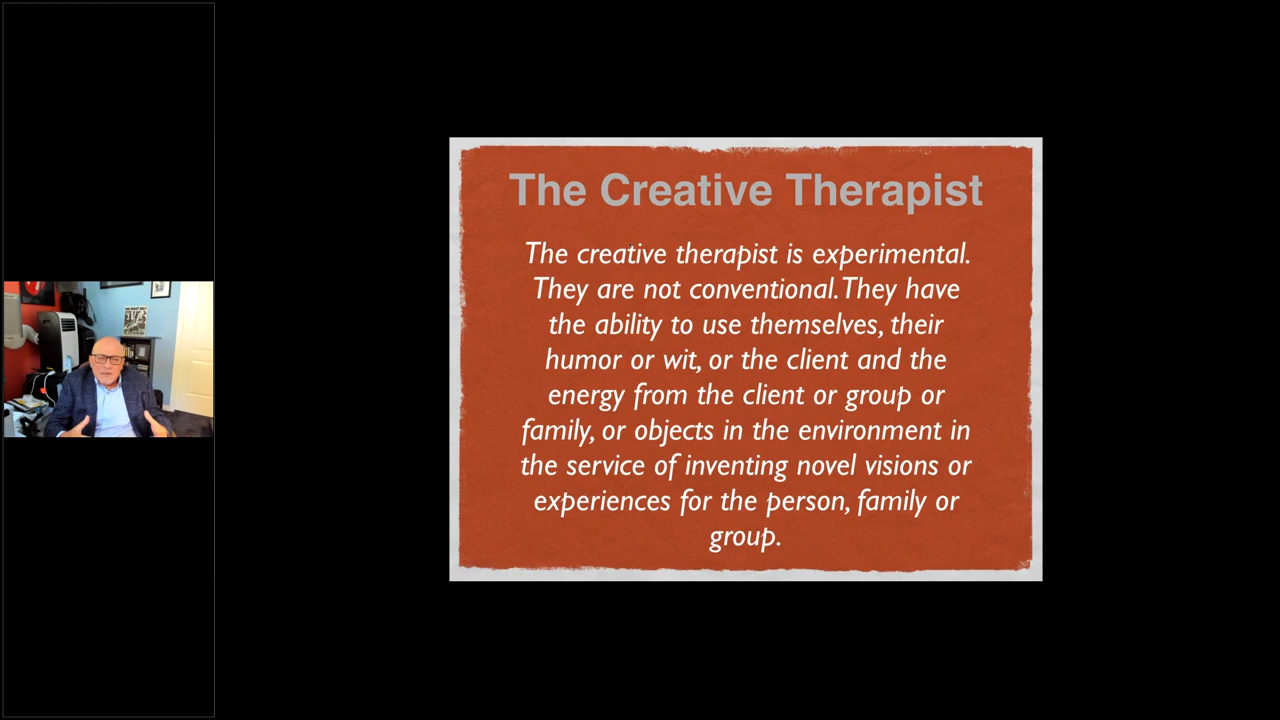 The Creative Therapist
The creative therapist is experimental.
They are not conventional.They have
the ability to use themselves, their
humor or wit, or the client and the
energy from the client or group or
family, or objects in the environment in
the service of inventing novel visions or
experiences for the person, family or
group.